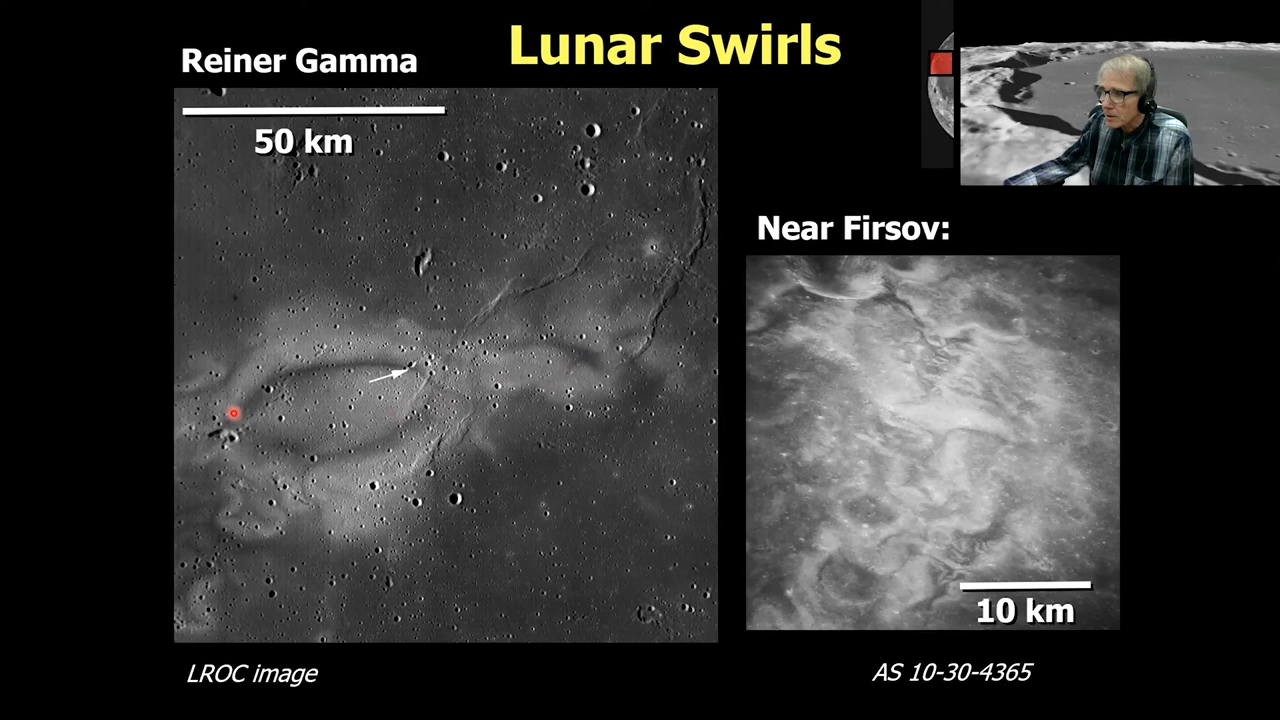 Lunar Swirls
Reiner Gamma
50 km
Near Firsov:
10 km
LROC image
AS 10-30-4365